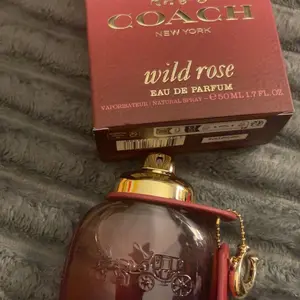 COACH
NEW YORK
wild rose
EAU DE PARFUM
VAPORISATEUR / NATURAL SPRAY - ℮ 50ML 1.7 FL. OZ.